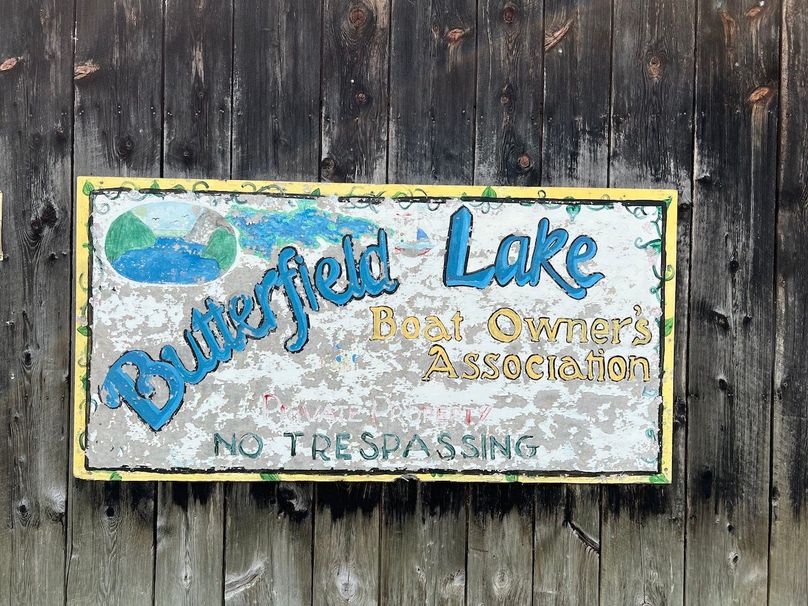 Butterfield Lake
Boat Owner's
Association
Private Property
NO TRESPASSING